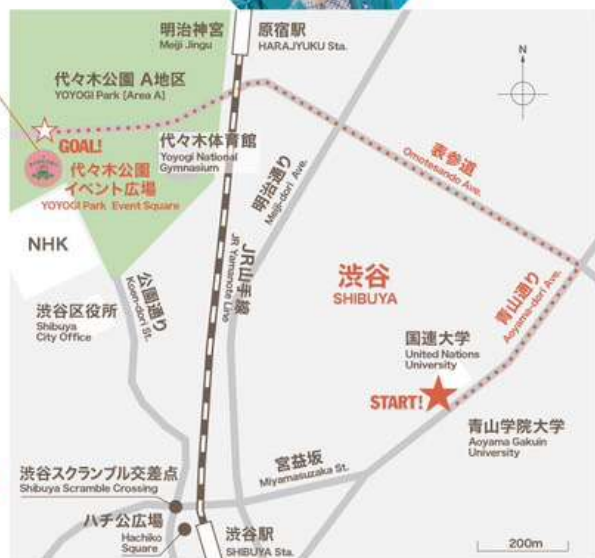 明治神宮
Meiji Jingu
原宿駅
HARAJYUKU Sta.
N
代々木公園 A地区
YOYOGI Park [Area A]
GOAL!
代々木体育館
Yoyogi National
Gymnasium
代々木公園
イベント広場
YOYOGI Park Event Square
表参道
Omotesando Ave.
明治通り
Meiji-dori Ave.
NHK
公園通り
Koen-dori St.
JR山手線
JR Yamanote Line
渋谷
SHIBUYA
青山通り
Aoyama-dori Ave.
渋谷区役所
Shibuya
City Office
国連大学
United Nations
University
START!
青山学院大学
Aoyama Gakuin
University
宮益坂
Miyamasuzaka St.
渋谷スクランブル交差点
Shibuya Scramble Crossing
ハチ公広場
Hachiko
Square
渋谷駅
SHIBUYA Sta.
200m